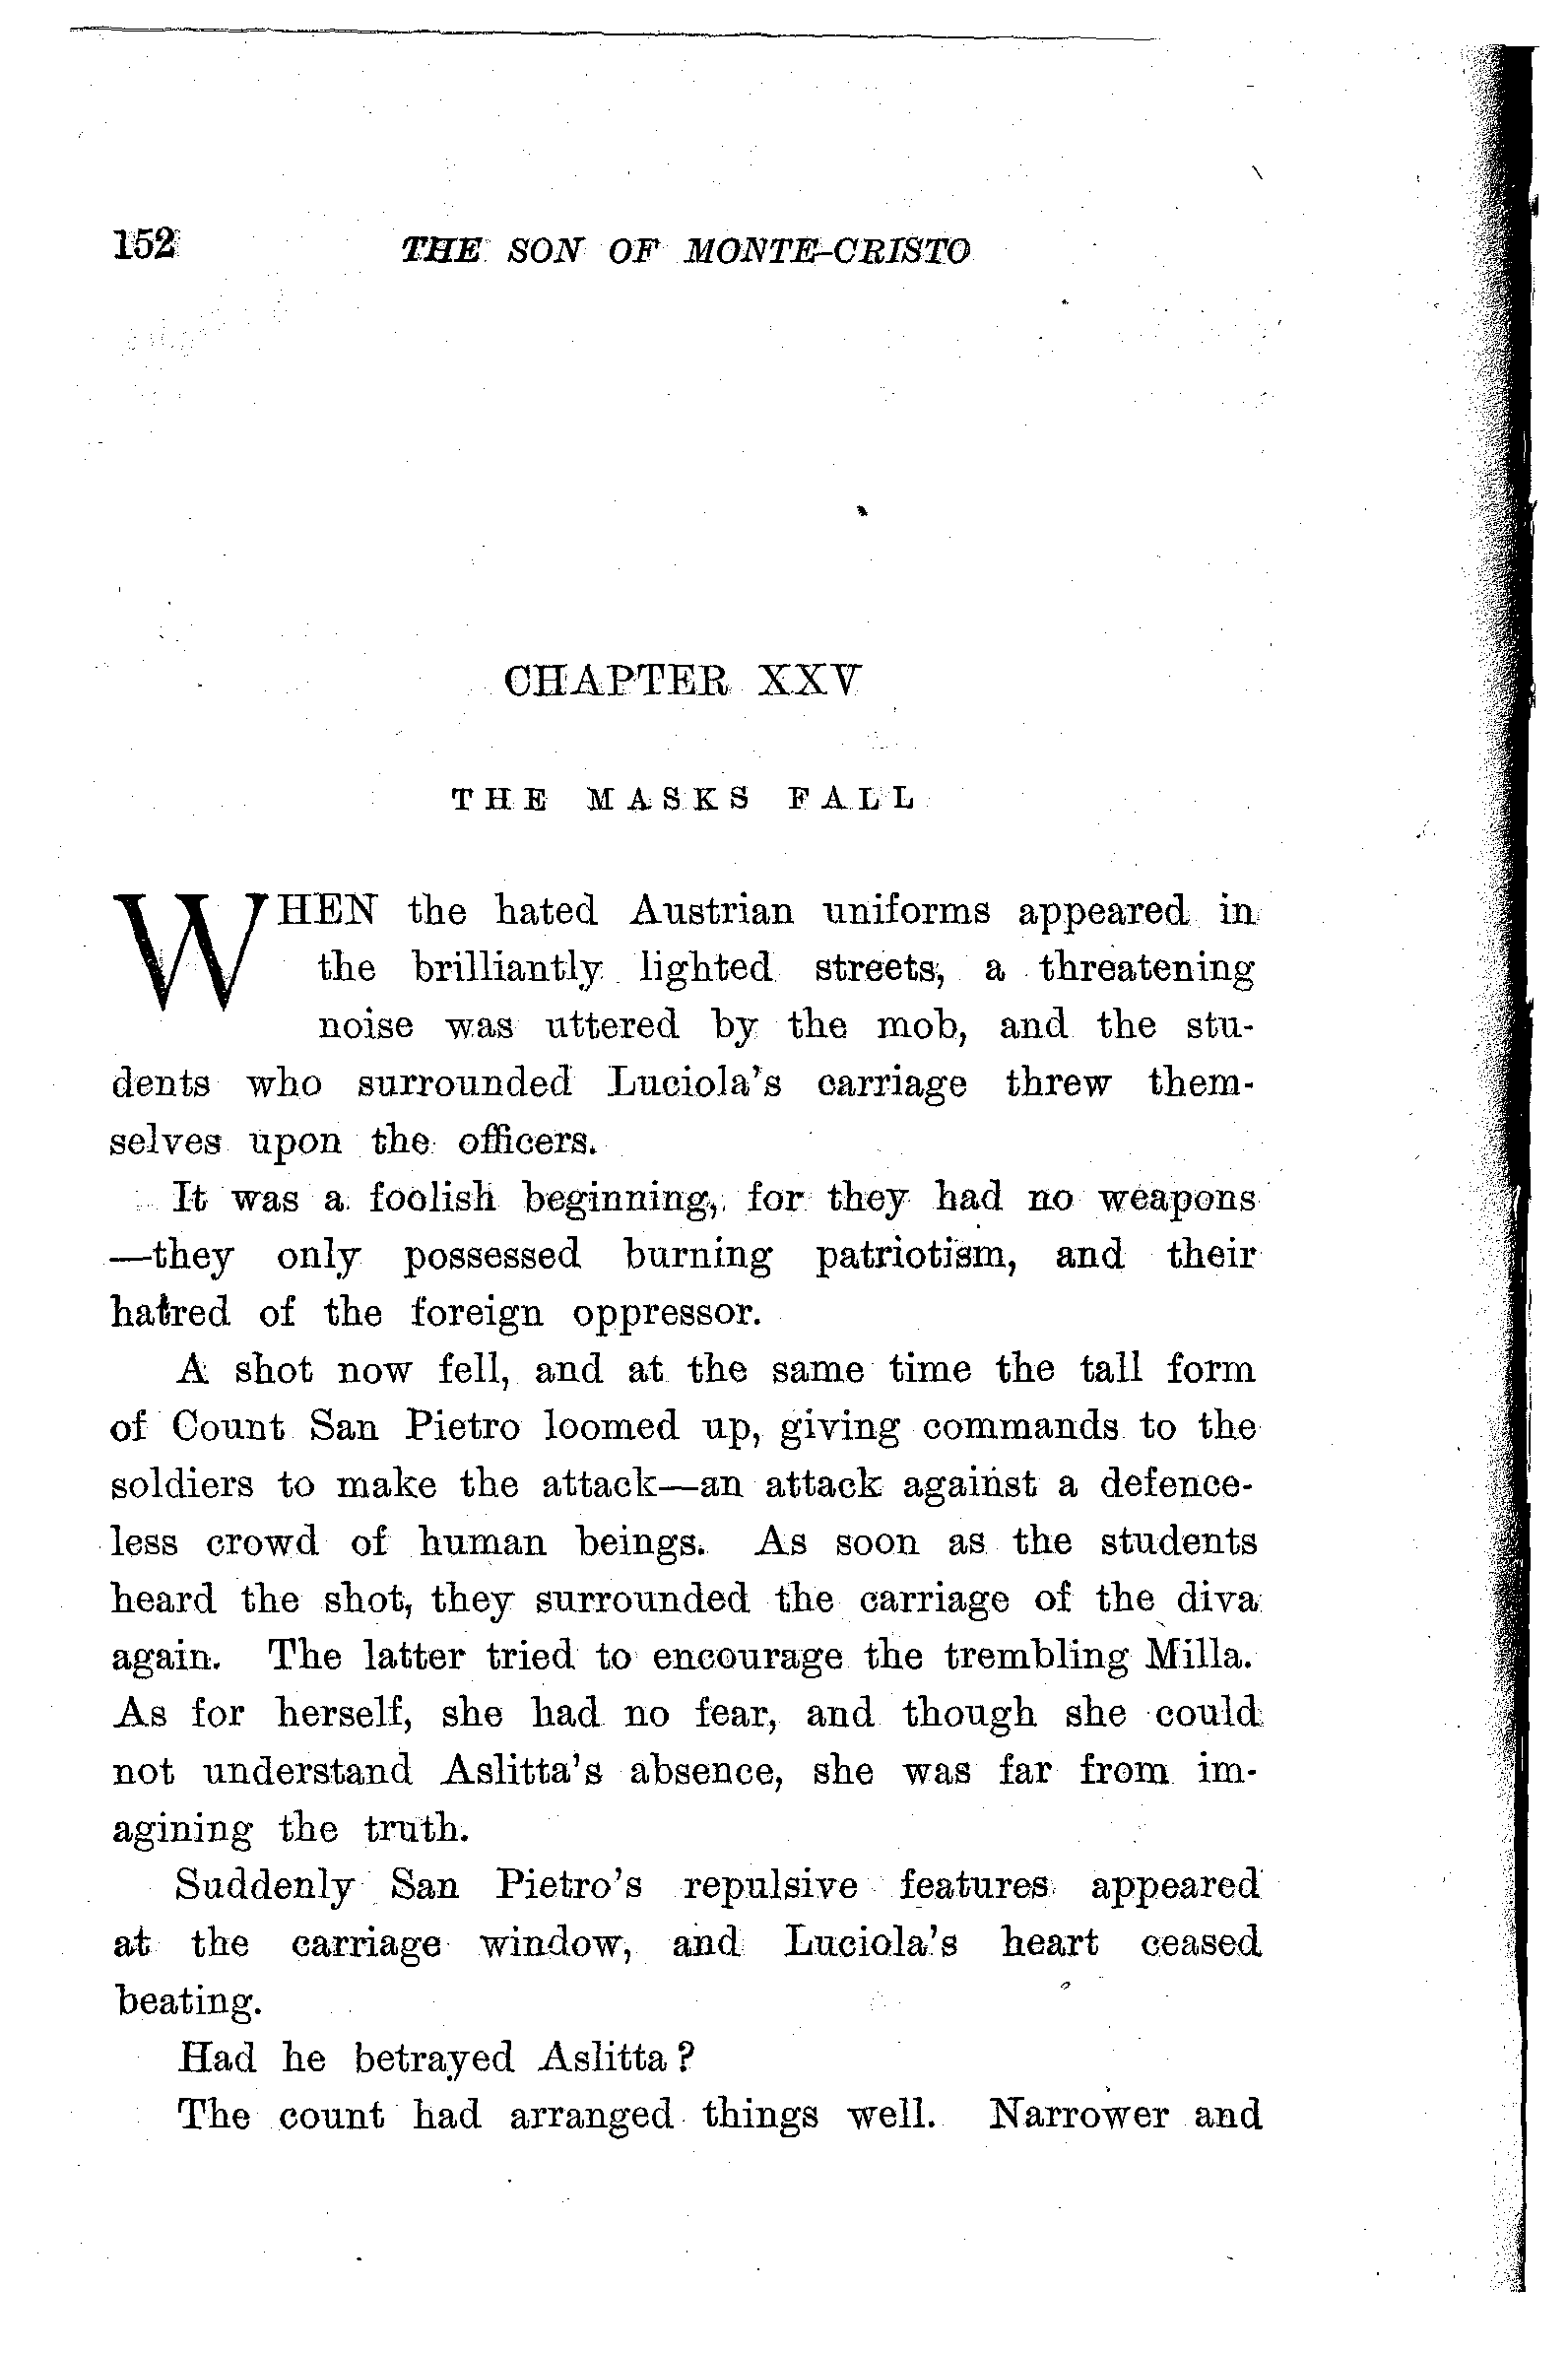 152 THE SON OF MONTE-CRISTO
CHAPTER XXV
THE MASKS FALL
WHEN the hated Austrian uniforms appeared in
the brilliantly lighted streets, a threatening
noise was uttered by the mob, and the stu-
dents who surrounded Luciola's carriage threw them-
selves upon the officers.
It was a foolish beginning, for they had no weapons
—they only possessed burning patriotism, and their
hatred of the foreign oppressor.
A shot now fell, and at the same time the tall form
of Count San Pietro loomed up, giving commands to the
soldiers to make the attack—an attack against a defence-
less crowd of human beings. As soon as the students
heard the shot, they surrounded the carriage of the diva
again. The latter tried to encourage the trembling Milla.
As for herself, she had no fear, and though she could
not understand Aslitta's absence, she was far from im-
agining the truth.
Suddenly San Pietro's repulsive features appeared
at the carriage window, and Luciola's heart ceased
beating.
Had he betrayed Aslitta?
The count had arranged things well. Narrower and